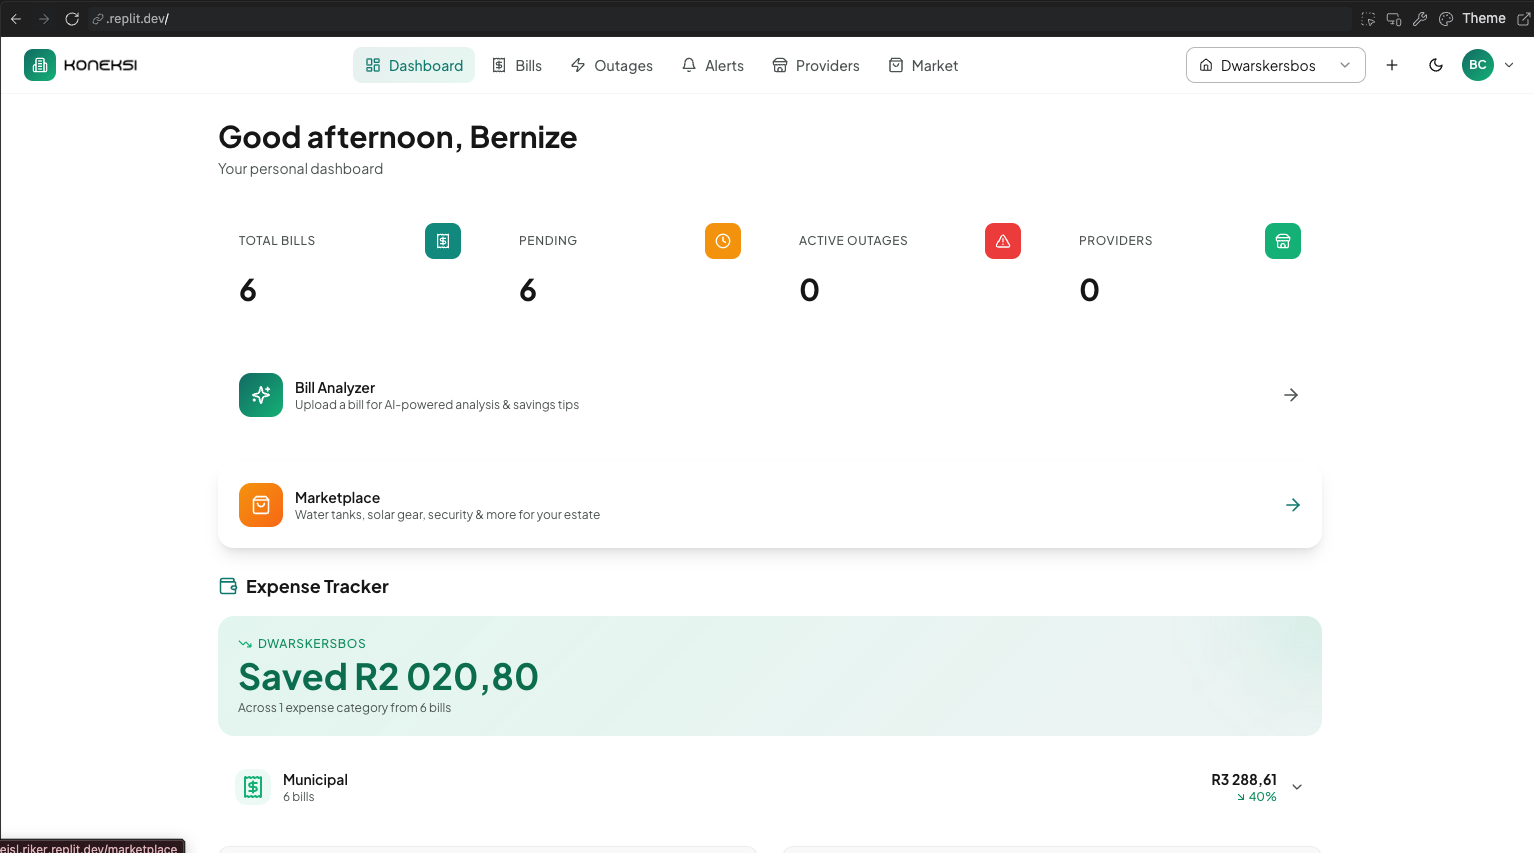 .replit.dev/
Theme
KONEKSI
Dashboard
Bills
Outages
Alerts
Providers
Market
Dwarskersbos
BC
Good afternoon, Bernize
Your personal dashboard
TOTAL BILLS
6
PENDING
6
ACTIVE OUTAGES
0
PROVIDERS
0
Bill Analyzer
Upload a bill for AI-powered analysis & savings tips
Marketplace
Water tanks, solar gear, security & more for your estate
Expense Tracker
DWARSKERSBOS
Saved R2 020,80
Across 1 expense category from 6 bills
Municipal
6 bills
R3 288,61
40%
eisl.riker.replit.dev/marketplace